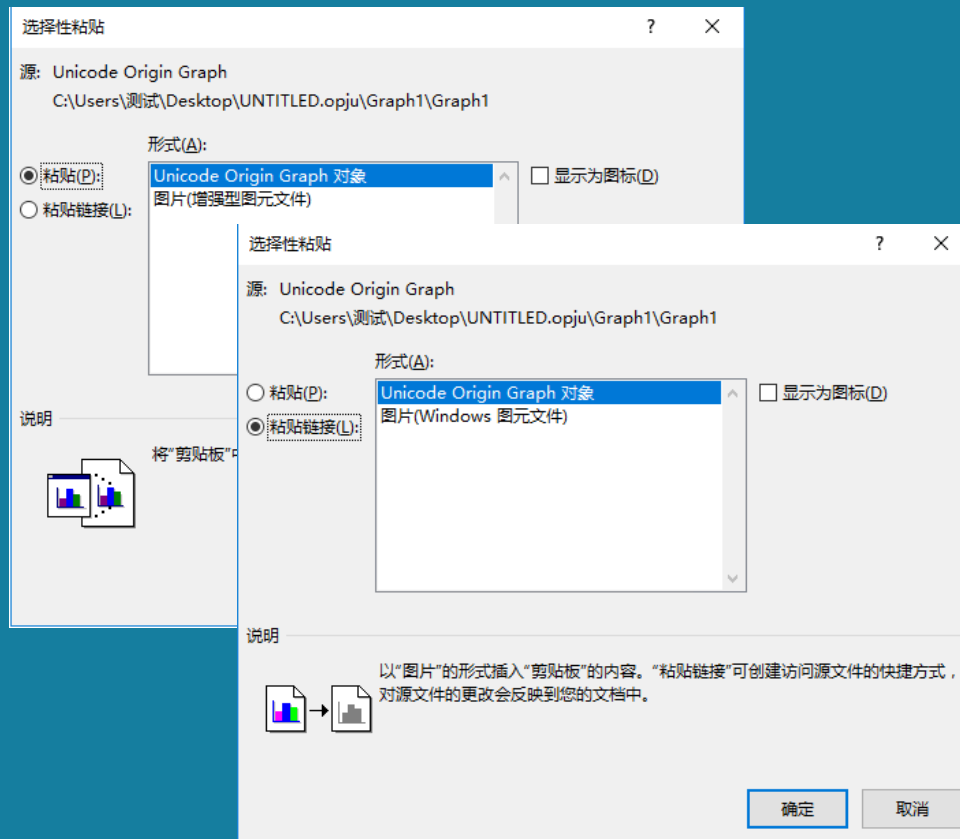 选择性粘贴
源: Unicode Origin Graph
C:\Users\测试\Desktop\UNTITLED.opju\Graph1\Graph1
形式(A):
粘贴(P):
粘贴链接(L):
Unicode Origin Graph 对象
图片(增强型图元文件)
显示为图标(D)
说明
将“剪贴板”
选择性粘贴
源: Unicode Origin Graph
C:\Users\测试\Desktop\UNTITLED.opju\Graph1\Graph1
形式(A):
粘贴(P):
粘贴链接(L):
Unicode Origin Graph 对象
图片(Windows 图元文件)
显示为图标(D)
说明
以“图片”的形式插入“剪贴板”的内容。“粘贴链接”可创建访问源文件的快捷方式，
对源文件的更改会反映到您的文档中。
确定
取消